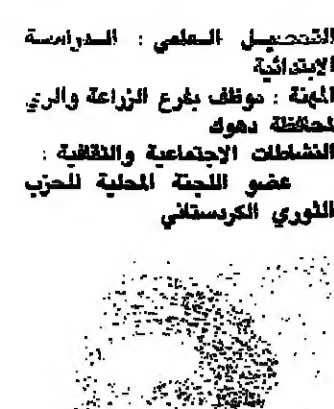 التحصيل العلمي : الدراسة
الابتدائية
المهنة : موظف بفرع الزراعة والري
لمحافظة دهوك
النشاطات الاجتماعية والثقافية :
عضو اللجنة المحلية للحزب
الثوري الكردستاني